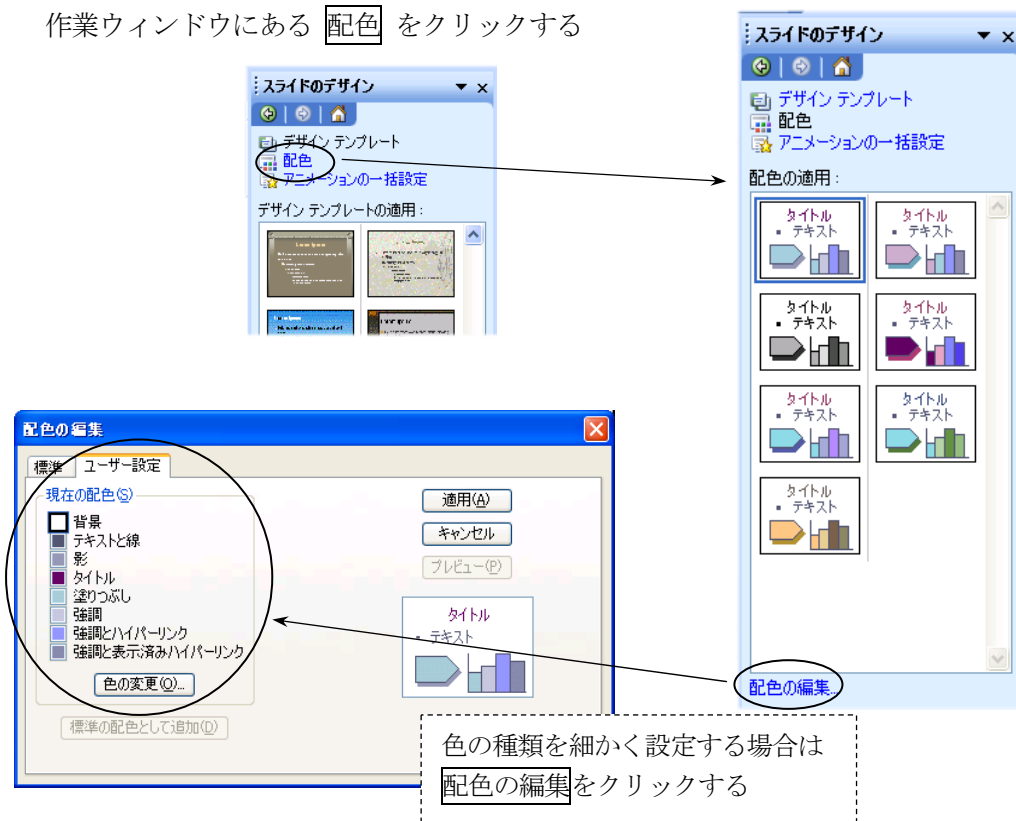 作業ウィンドウにある 配色 をクリックする
スライドのデザイン
デザイン テンプレート
配色
アニメーションの一括設定
デザイン テンプレートの適用:
スライドのデザイン
デザイン テンプレート
配色
アニメーションの一括設定
配色の適用:
タイトル
テキスト
タイトル
テキスト
タイトル
テキスト
タイトル
テキスト
タイトル
テキスト
タイトル
テキスト
タイトル
テキスト
配色の編集...
配色の編集
標準
ユーザー設定
現在の配色(S)
背景
テキストと線
影
タイトル
塗りつぶし
強調
強調とハイパーリンク
強調と表示済みハイパーリンク
色の変更(O)...
標準の配色として追加(D)
適用(A)
キャンセル
プレビュー(P)
タイトル
テキスト
色の種類を細かく設定する場合は
配色の編集をクリックする